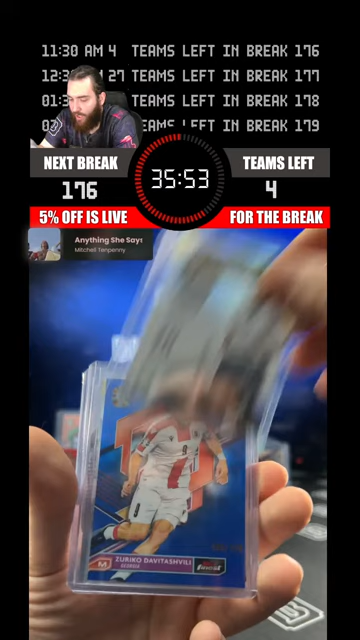 11:30 AM 4 TEAMS LEFT IN BREAK 176
12:3 27 TEAMS LEFT IN BREAK 177
01:3 TEAMS LEFT IN BREAK 178
TEAMS LEFT IN BREAK 179
NEXT BREAK
35:53
TEAMS LEFT
176
4
5% OFF IS LIVE
FOR THE BREAK
Anything She Says
Mitchell Tenpenny
ZURIKO DAVITASHVILI
GEORGIA
FINEST